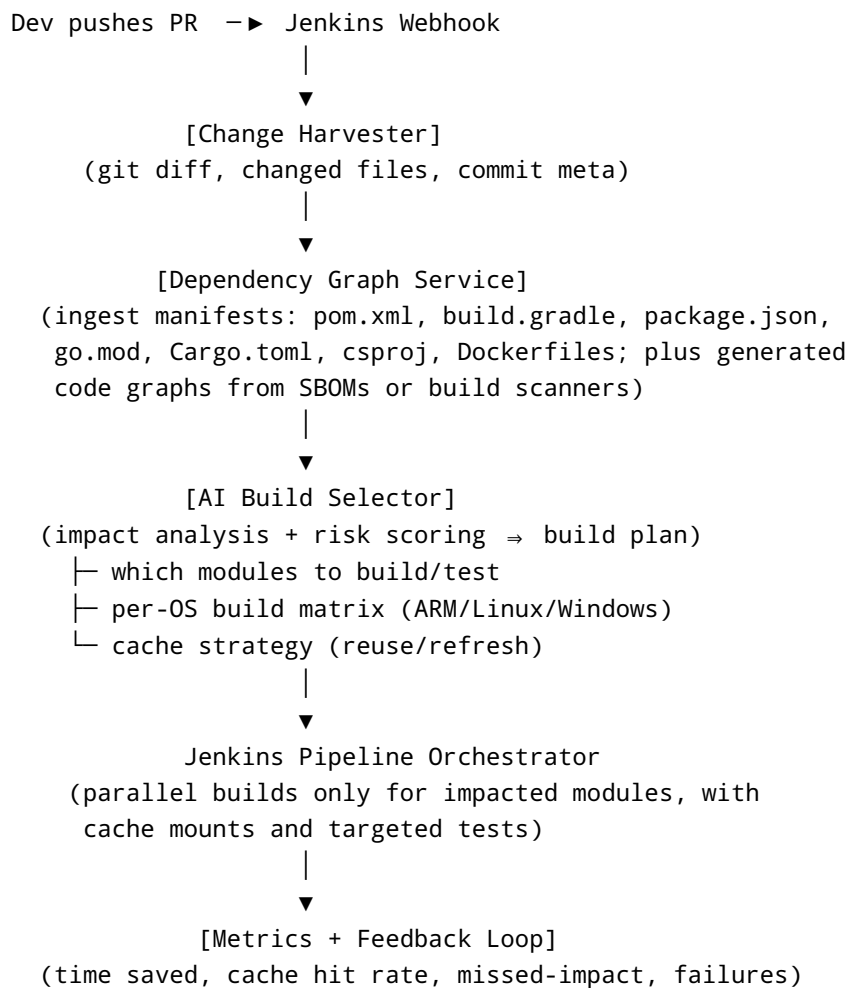 Dev pushes PR —► Jenkins Webhook
│
▼
[Change Harvester]
(git diff, changed files, commit meta)
│
▼
[Dependency Graph Service]
(ingest manifests: pom.xml, build.gradle, package.json,
go.mod, Cargo.toml, csproj, Dockerfiles; plus generated
code graphs from SBOMs or build scanners)
│
▼
[AI Build Selector]
(impact analysis + risk scoring ⇒ build plan)
├─ which modules to build/test
├─ per-OS build matrix (ARM/Linux/Windows)
└─ cache strategy (reuse/refresh)
│
▼
Jenkins Pipeline Orchestrator
(parallel builds only for impacted modules, with
cache mounts and targeted tests)
│
▼
[Metrics + Feedback Loop]
(time saved, cache hit rate, missed-impact, failures)